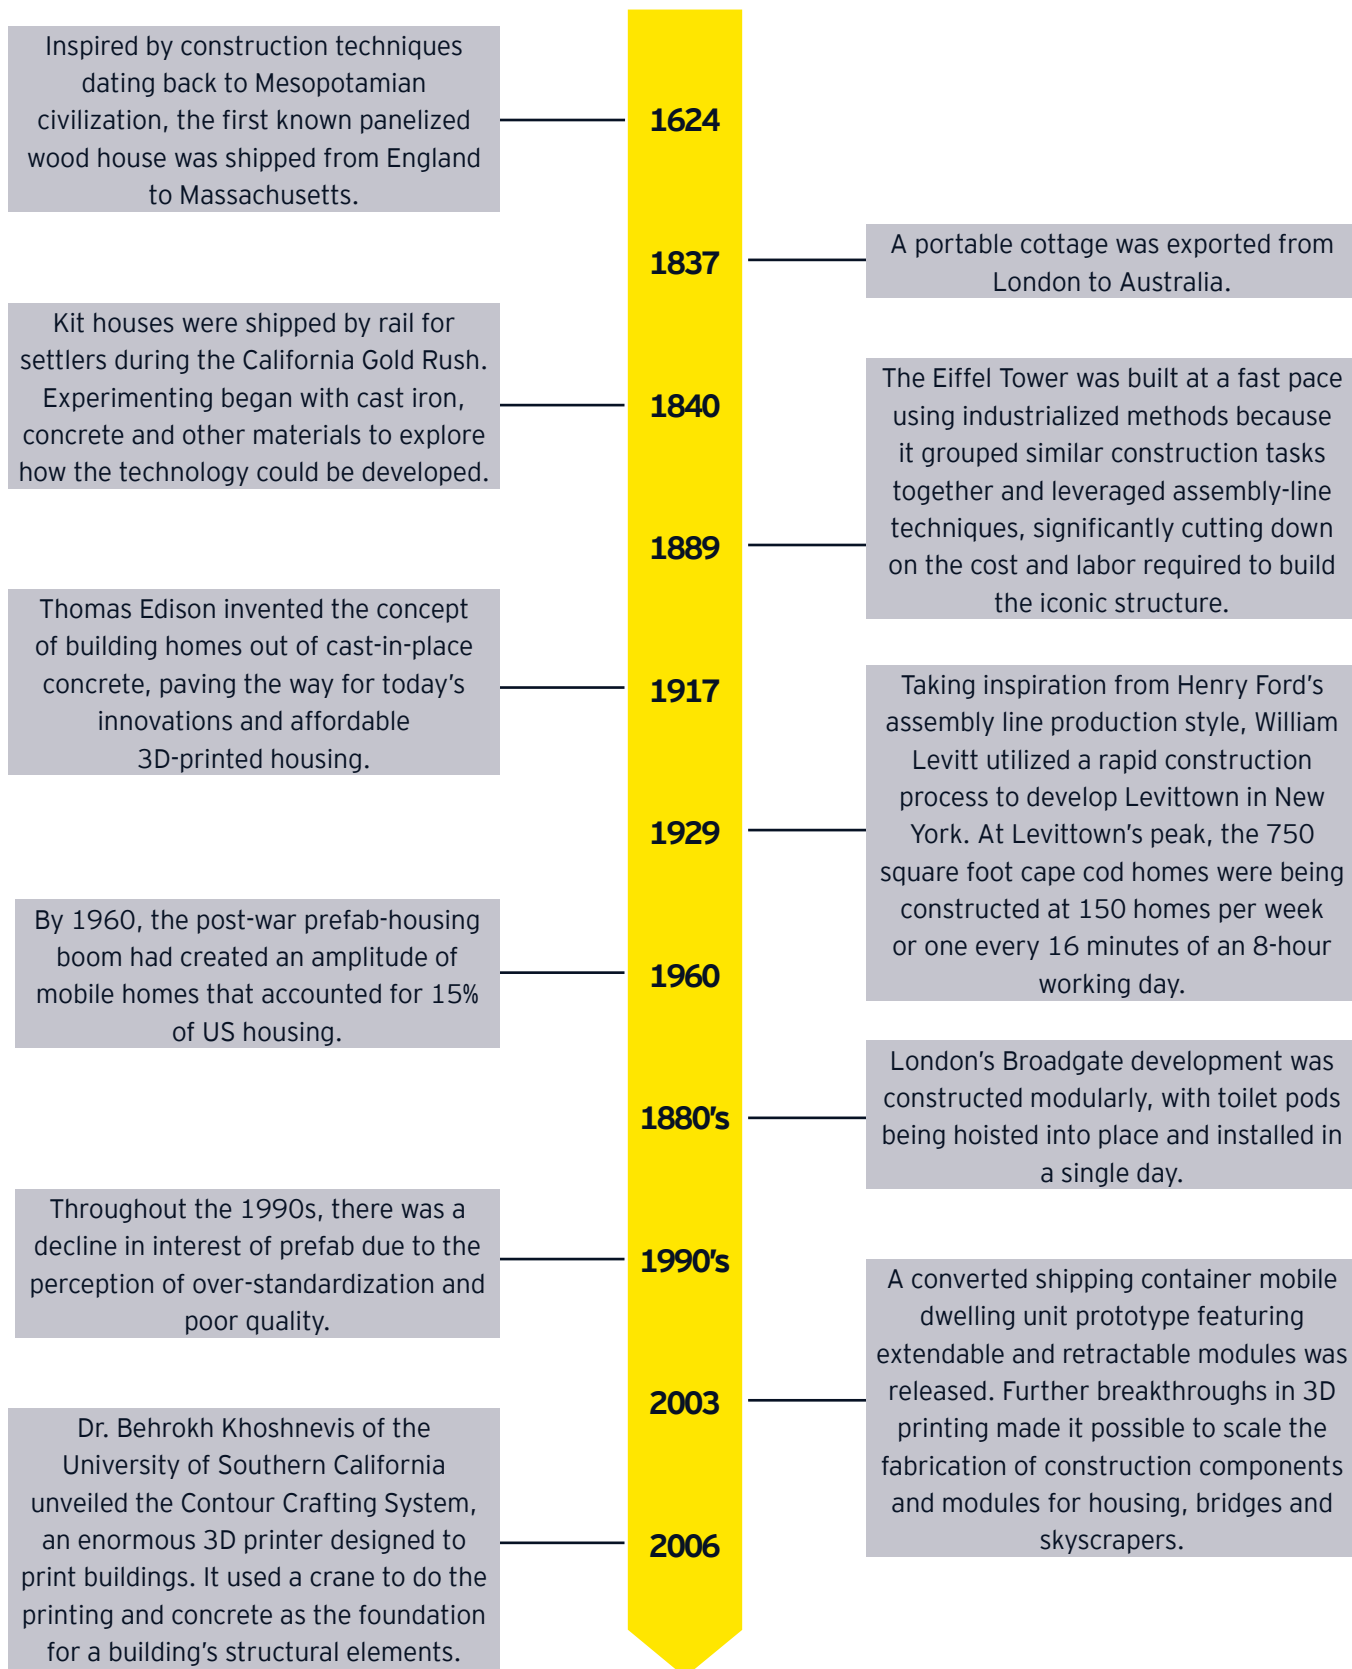 Inspired by construction techniques
dating back to Mesopotamian
civilization, the first known panelized
wood house was shipped from England
to Massachusetts.
1624
1837
A portable cottage was exported from
London to Australia.
Kit houses were shipped by rail for
settlers during the California Gold Rush.
Experimenting began with cast iron,
concrete and other materials to explore
how the technology could be developed.
1840
1889
The Eiffel Tower was built at a fast pace
using industrialized methods because
it grouped similar construction tasks
together and leveraged assembly-line
techniques, significantly cutting down
on the cost and labor required to build
the iconic structure.
Thomas Edison invented the concept
of building homes out of cast-in-place
concrete, paving the way for today's
innovations and affordable
3D-printed housing.
1917
1929
Taking inspiration from Henry Ford's
assembly line production style, William
Levitt utilized a rapid construction
process to develop Levittown in New
York. At Levittown's peak, the 750
square foot cape cod homes were being
constructed at 150 homes per week
or one every 16 minutes of an 8-hour
working day.
By 1960, the post-war prefab-housing
boom had created an amplitude of
mobile homes that accounted for 15%
of US housing.
1960
1880's
London's Broadgate development was
constructed modularly, with toilet pods
being hoisted into place and installed in
a single day.
Throughout the 1990s, there was a
decline in interest of prefab due to the
perception of over-standardization and
poor quality.
1990's
2003
A converted shipping container mobile
dwelling unit prototype featuring
extendable and retractable modules was
released. Further breakthroughs in 3D
printing made it possible to scale the
fabrication of construction components
and modules for housing, bridges and
skyscrapers.
Dr. Behrokh Khoshnevis of the
University of Southern California
unveiled the Contour Crafting System,
an enormous 3D printer designed to
print buildings. It used a crane to do the
printing and concrete as the foundation
for a building's structural elements.
2006